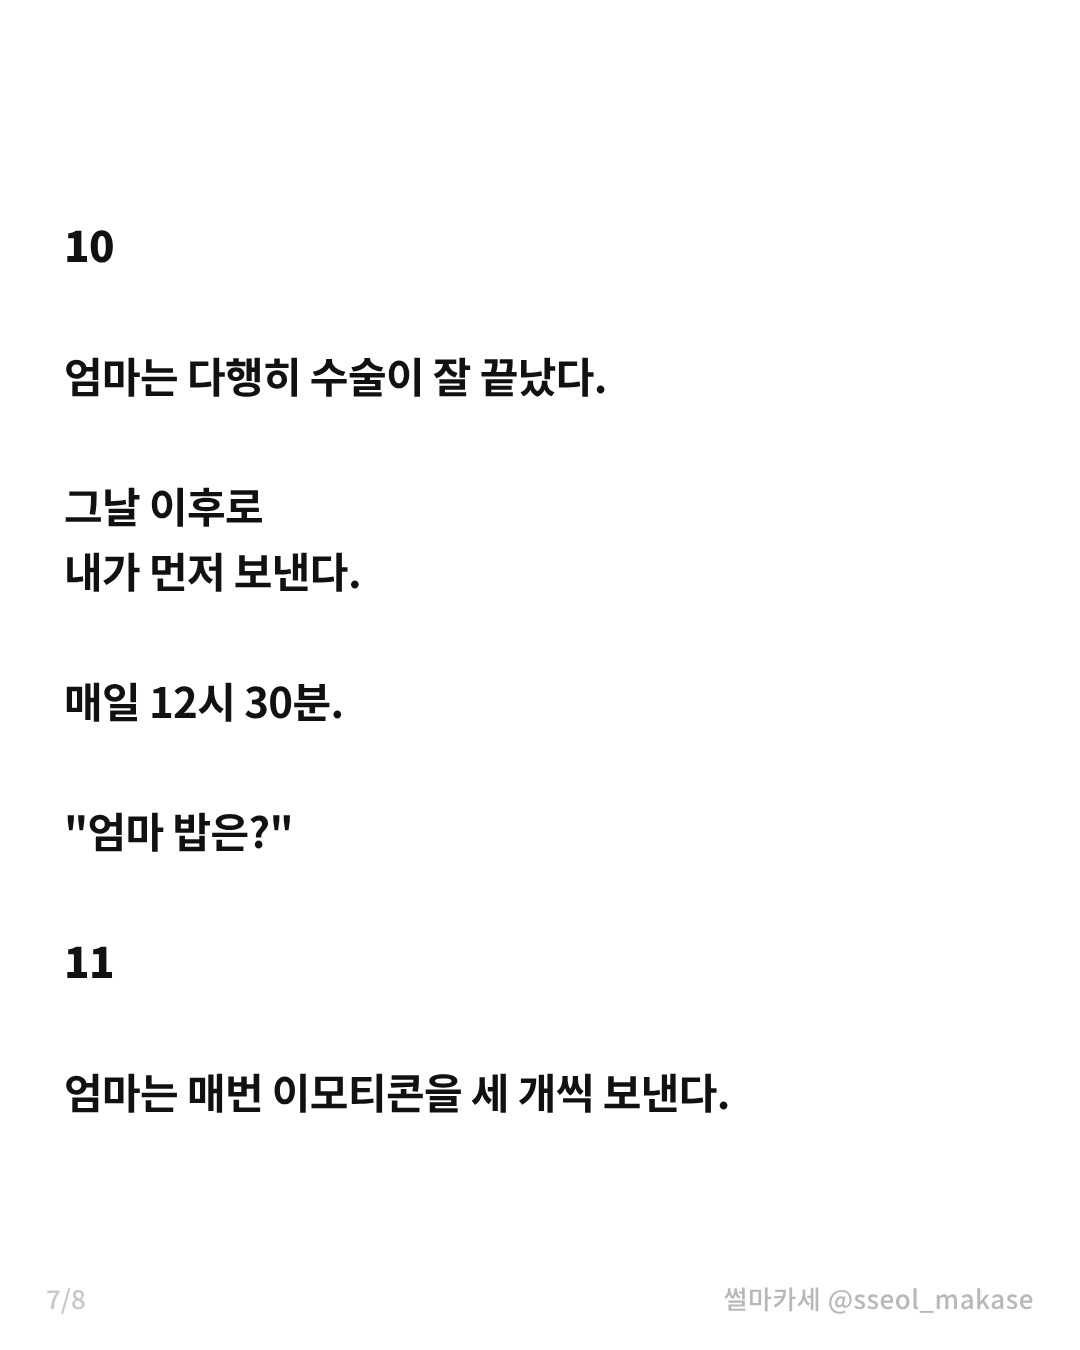 10
엄마는 다행히 수술이 잘 끝났다.
그날 이후로
내가 먼저 보낸다.
매일 12시 30분.
"엄마 밥은?"
11
엄마는 매번 이모티콘을 세 개씩 보낸다.
7/8
썰마카세 @sseol_makase